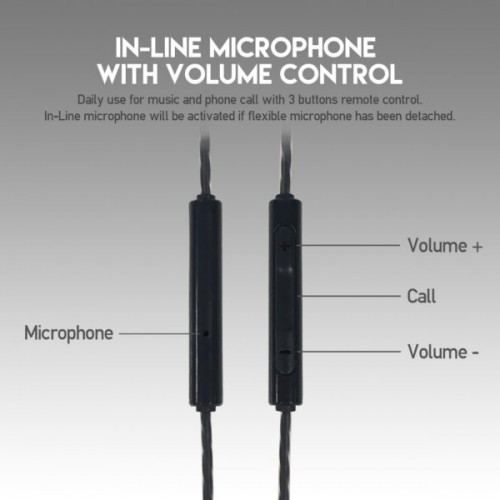 IN-LINE MICROPHONE
WITH VOLUME CONTROL
Daily use for music and phone call with 3 buttons remote control.
In-Line microphone will be activated if flexible microphone has been detached.
Volume +
Call
Microphone
Volume -